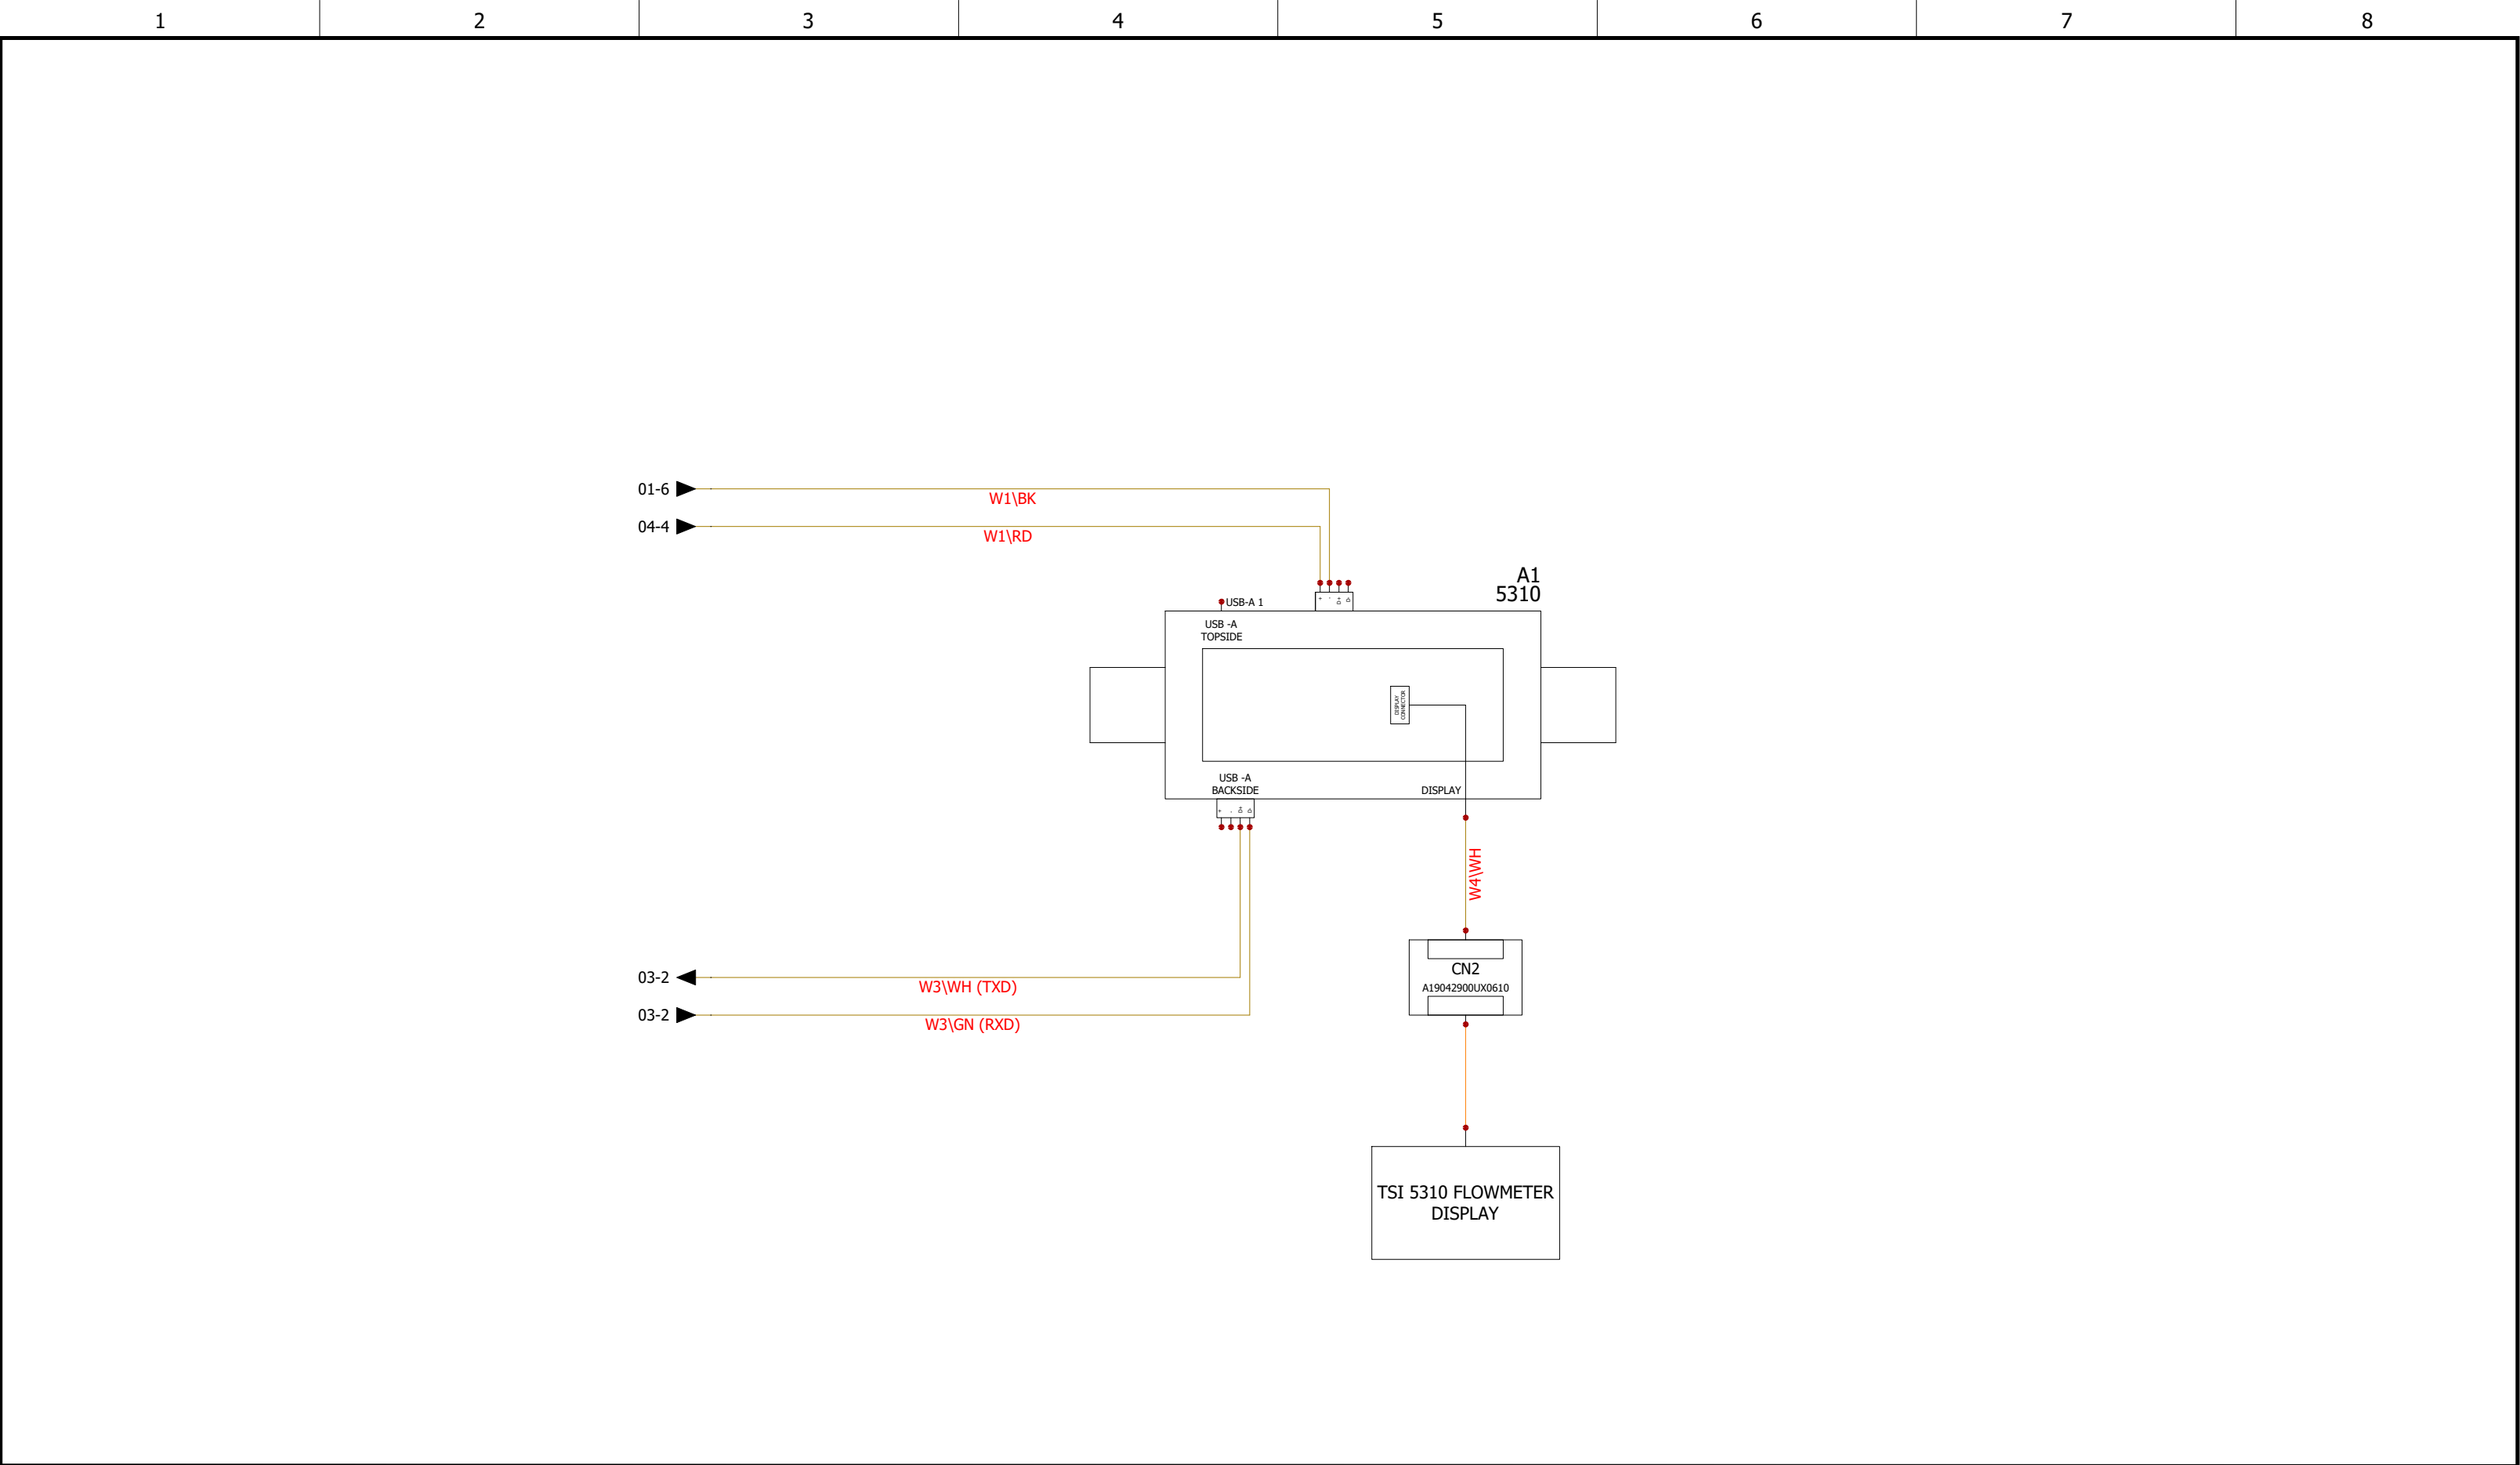 1 2 3 4 5 6 7 8
01-6
W1\BK
04-4
W1\RD
A1
5310
USB-A 1
+ - D+ D-
USB -A
TOPSIDE
DISPLAY
CONNECTOR
USB -A
BACKSIDE
DISPLAY
+ - D+ D-
W4\WH
03-2
W3\WH (TXD)
03-2
W3\GN (RXD)
CN2
A19042900UX0610
TSI 5310 FLOWMETER
DISPLAY